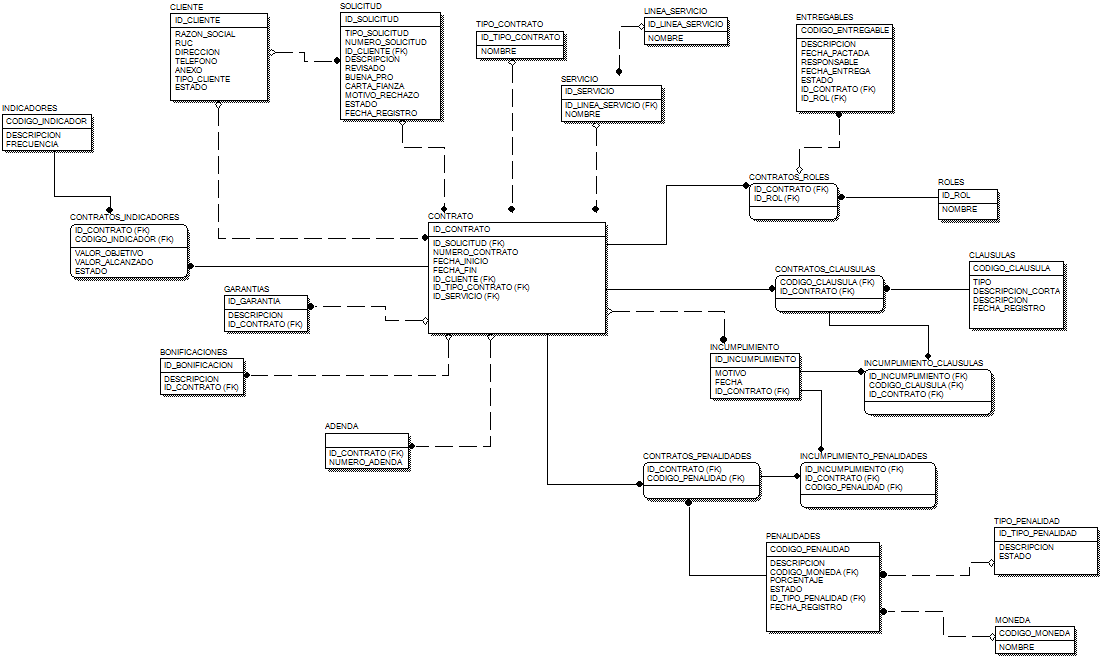 CLIENTE
ID_CLIENTE
RAZON_SOCIAL
RUC
DIRECCION
TELEFONO
ANEXO
TIPO_CLIENTE
ESTADO
SOLICITUD
ID_SOLICITUD
TIPO_SOLICITUD
NUMERO_SOLICITUD
ID_CLIENTE (FK)
DESCRIPCION
REVISADO
BUENA_PRO
CARTA_FIANZA
MOTIVO_RECHAZO
ESTADO
FECHA_REGISTRO
TIPO_CONTRATO
ID_TIPO_CONTRATO
NOMBRE
LINEA_SERVICIO
ID_LINEA_SERVICIO
NOMBRE
SERVICIO
ID_SERVICIO
ID_LINEA_SERVICIO (FK)
NOMBRE
ENTREGABLES
CODIGO_ENTREGABLE
DESCRIPCION
FECHA_PACTADA
RESPONSABLE
FECHA_ENTREGA
ESTADO
ID_CONTRATO (FK)
ID_ROL (FK)
INDICADORES
CODIGO_INDICADOR
DESCRIPCION
FRECUENCIA
CONTRATOS_INDICADORES
ID_CONTRATO (FK)
CODIGO_INDICADOR (FK)
VALOR_OBJETIVO
VALOR_ALCANZADO
ESTADO
CONTRATO
ID_CONTRATO
ID_SOLICITUD (FK)
NUMERO_CONTRATO
FECHA_INICIO
FECHA_FIN
ID_CLIENTE (FK)
ID_TIPO_CONTRATO (FK)
ID_SERVICIO (FK)
CONTRATOS_ROLES
ID_CONTRATO (FK)
ID_ROL (FK)
ROLES
ID_ROL
NOMBRE
CONTRATOS_CLAUSULAS
CODIGO_CLAUSULA (FK)
ID_CONTRATO (FK)
CLAUSULAS
CODIGO_CLAUSULA
TIPO
DESCRIPCION_CORTA
DESCRIPCION
FECHA_REGISTRO
GARANTIAS
ID_GARANTIA
DESCRIPCION
ID_CONTRATO (FK)
BONIFICACIONES
ID_BONIFICACION
DESCRIPCION
ID_CONTRATO (FK)
INCUMPLIMIENTO
ID_INCUMPLIMIENTO
MOTIVO
FECHA
ID_CONTRATO (FK)
INCUMPLIMIENTO_CLAUSULAS
ID_INCUMPLIMIENTO (FK)
CODIGO_CLAUSULA (FK)
ID_CONTRATO (FK)
ADENDA
ID_CONTRATO (FK)
NUMERO_ADENDA
CONTRATOS_PENALIDADES
ID_CONTRATO (FK)
CODIGO_PENALIDAD (FK)
INCUMPLIMIENTO_PENALIDADES
ID_INCUMPLIMIENTO (FK)
ID_CONTRATO (FK)
CODIGO_PENALIDAD (FK)
PENALIDADES
CODIGO_PENALIDAD
DESCRIPCION
CODIGO_MONEDA (FK)
PORCENTAJE
ESTADO
ID_TIPO_PENALIDAD (FK)
FECHA_REGISTRO
TIPO_PENALIDAD
ID_TIPO_PENALIDAD
DESCRIPCION
ESTADO
MONEDA
CODIGO_MONEDA
NOMBRE